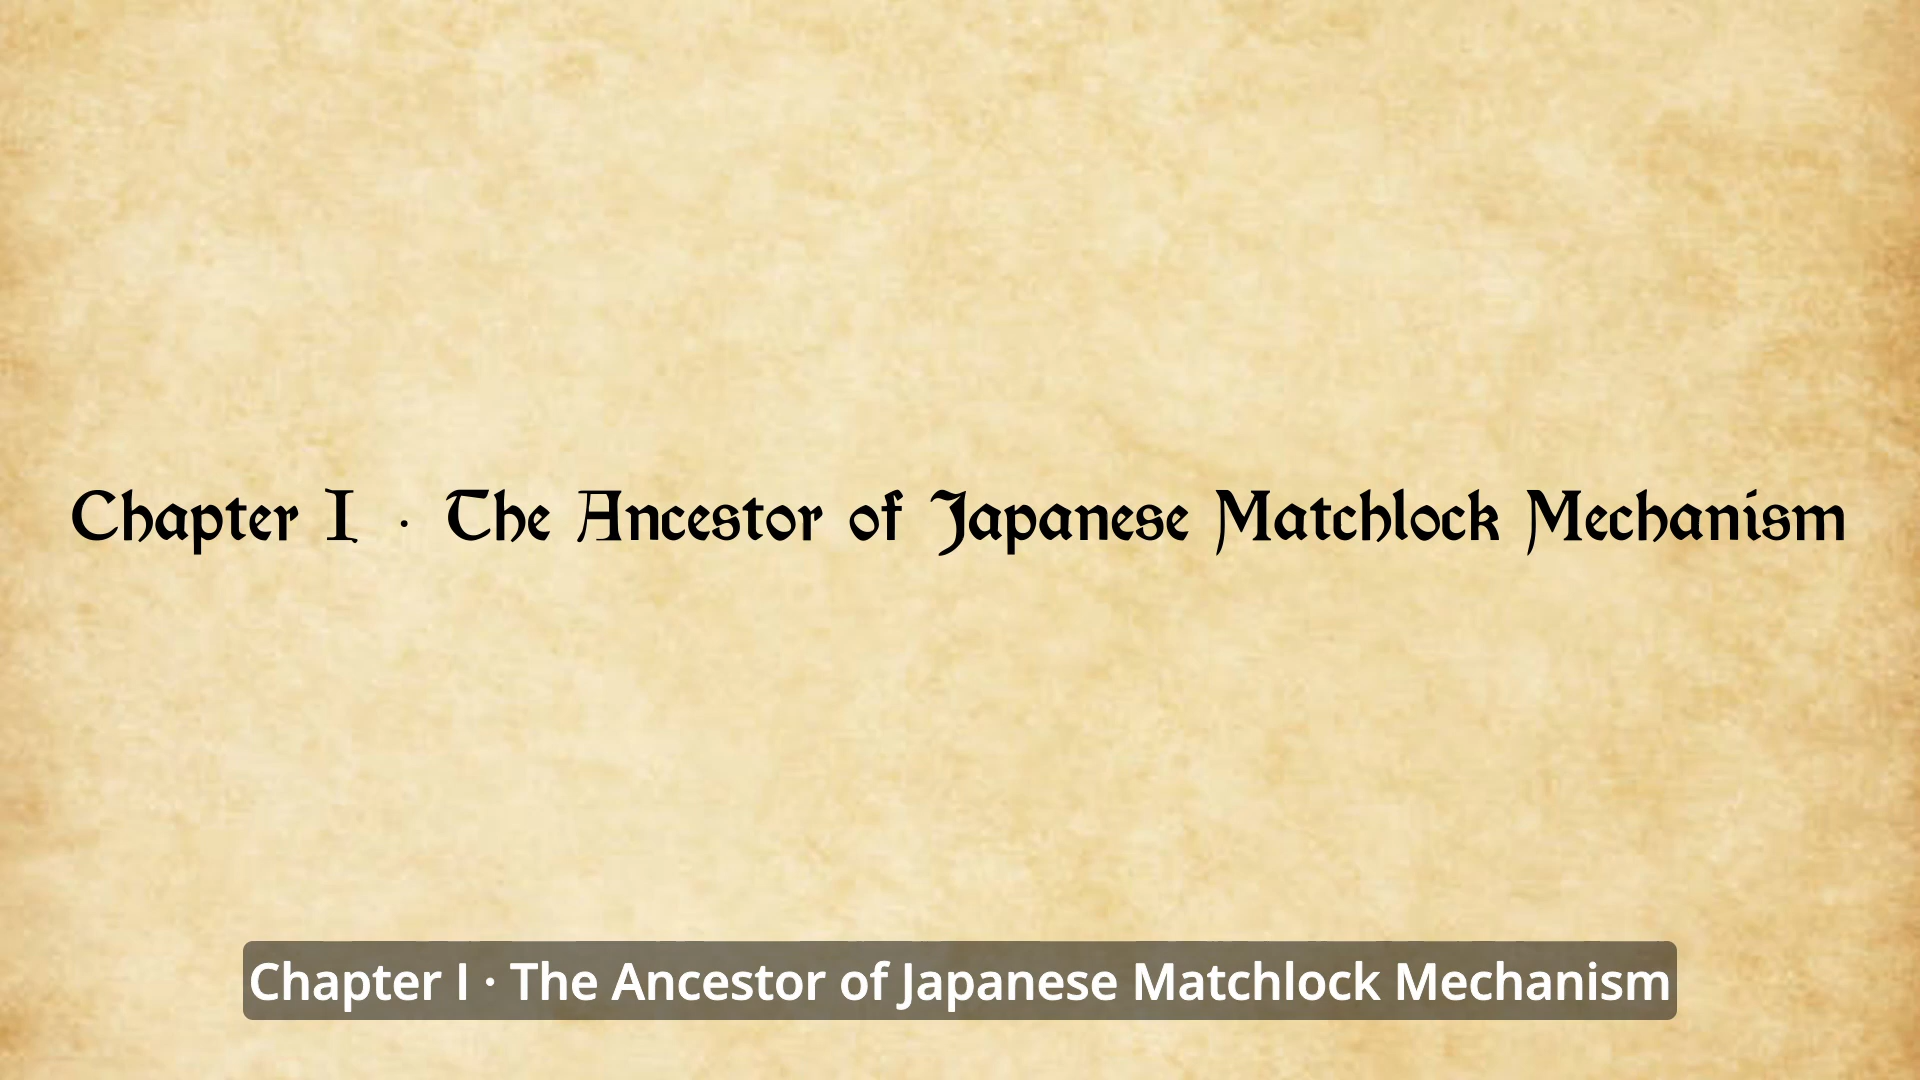 Chapter I · The Ancestor of Japanese Matchlock Mechanism
Chapter I · The Ancestor of Japanese Matchlock Mechanism